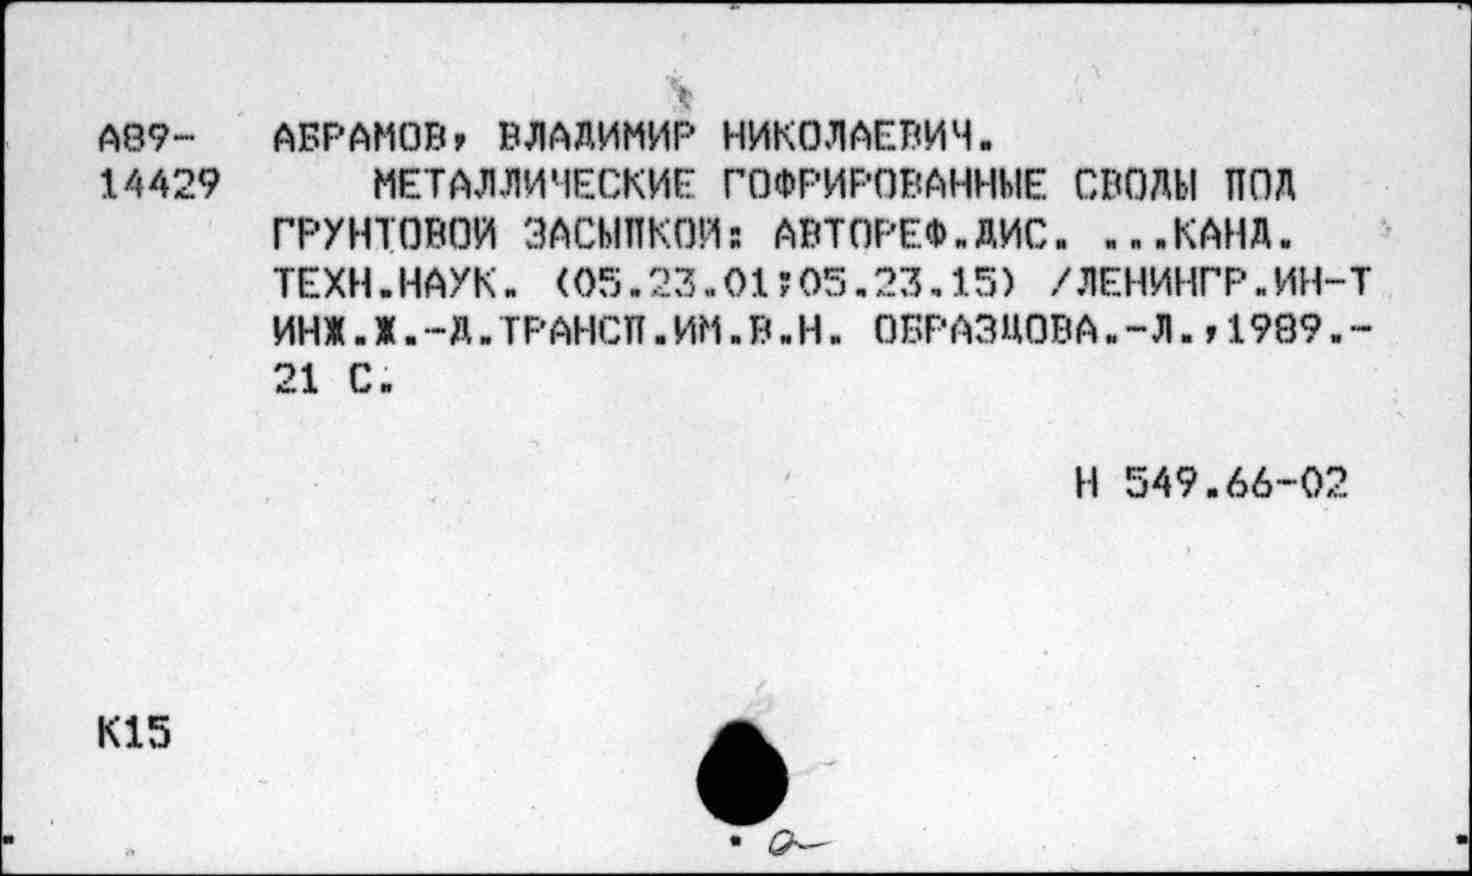 А89- АБРАМОВ, ВЛАДИМИР НИКОЛАЕВИЧ.
14429 МЕТАЛЛИЧЕСКИЕ ГОФРИРОВАННЫЕ СВОДЫ ПОД
ГРУНТОВОЙ ЗАСЫПКОЙ: АВТОРЕФ.ДИС. ...КАНД.
ТЕХН.НАУК. (05.23.01;05.23.15) /ЛЕНИНГР.ИН-Т
ИНЖ.Ж.-Д.ТРАНСП.ИМ.В.Н. ОБРАЗЦОВА.-Л.,1989.-
21 С.
Н 549.66-02
К15